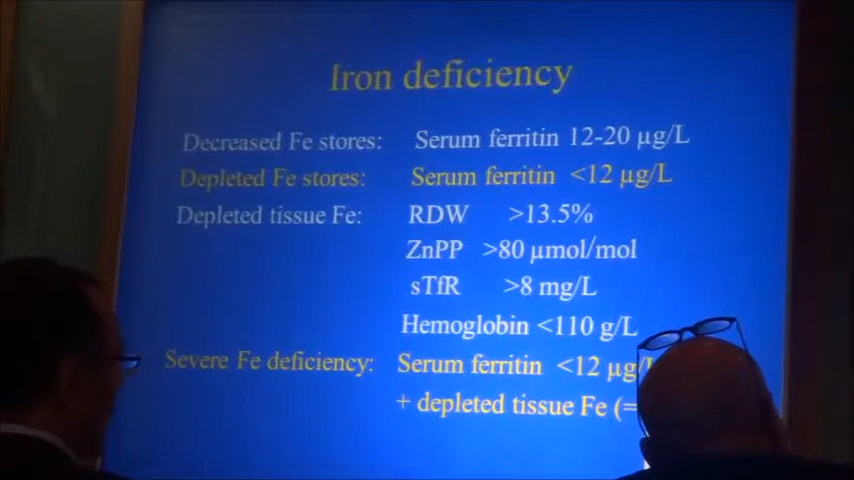 Iron deficiency
Decreased Fe stores: Serum ferritin 12-20 µg/L
Depleted Fe stores: Serum ferritin <12 µg/L
Depleted tissue Fe: RDW >13.5%
ZnPP >80 µmol/mol
sTfR >8 mg/L
Hemoglobin <110 g/L
Severe Fe deficiency: Serum ferritin <12 µg/
+ depleted tissue Fe (=